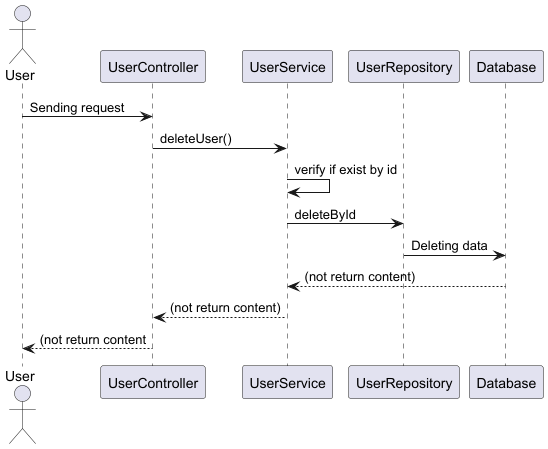 User
UserController
UserService
UserRepository
Database
Sending request
deleteUser()
verify if exist by id
deleteById
Deleting data
(not return content)
(not return content)
(not return content
User
UserController
UserService
UserRepository
Database